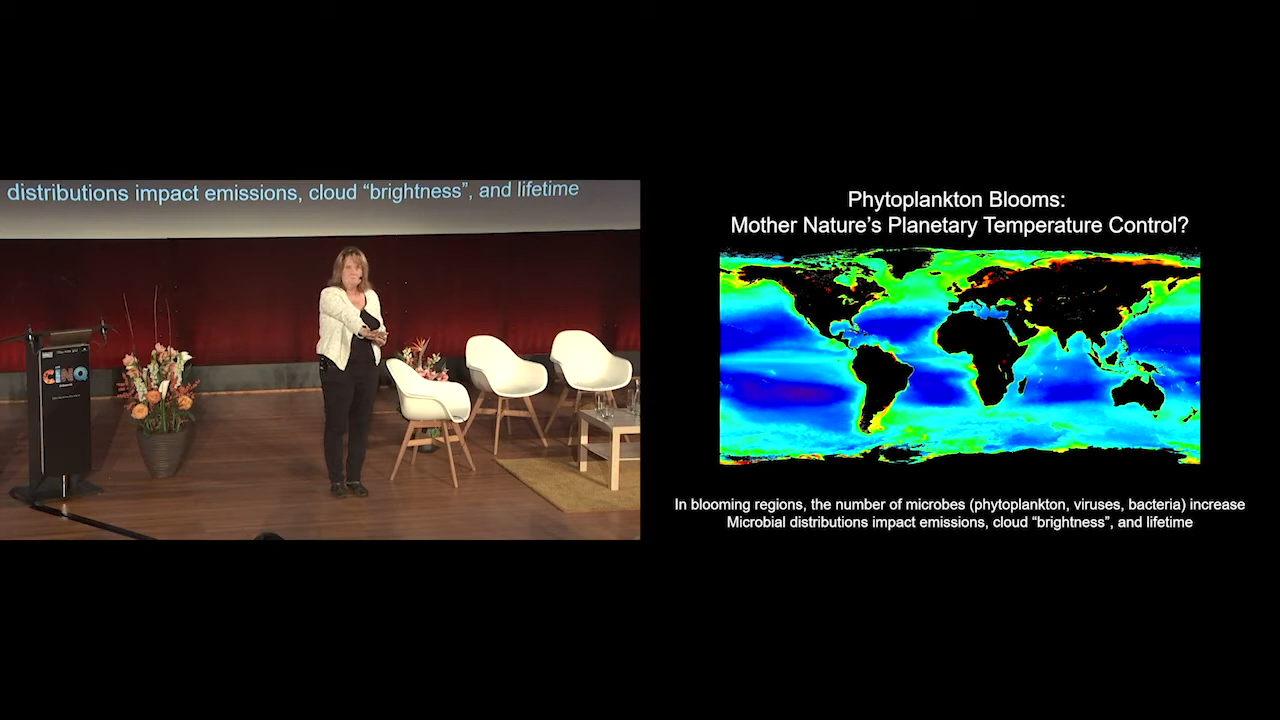 distributions impact emissions, cloud “brightness”, and lifetime
CINQ
Phytoplankton Blooms:
Mother Nature’s Planetary Temperature Control?
In blooming regions, the number of microbes (phytoplankton, viruses, bacteria) increase
Microbial distributions impact emissions, cloud “brightness”, and lifetime